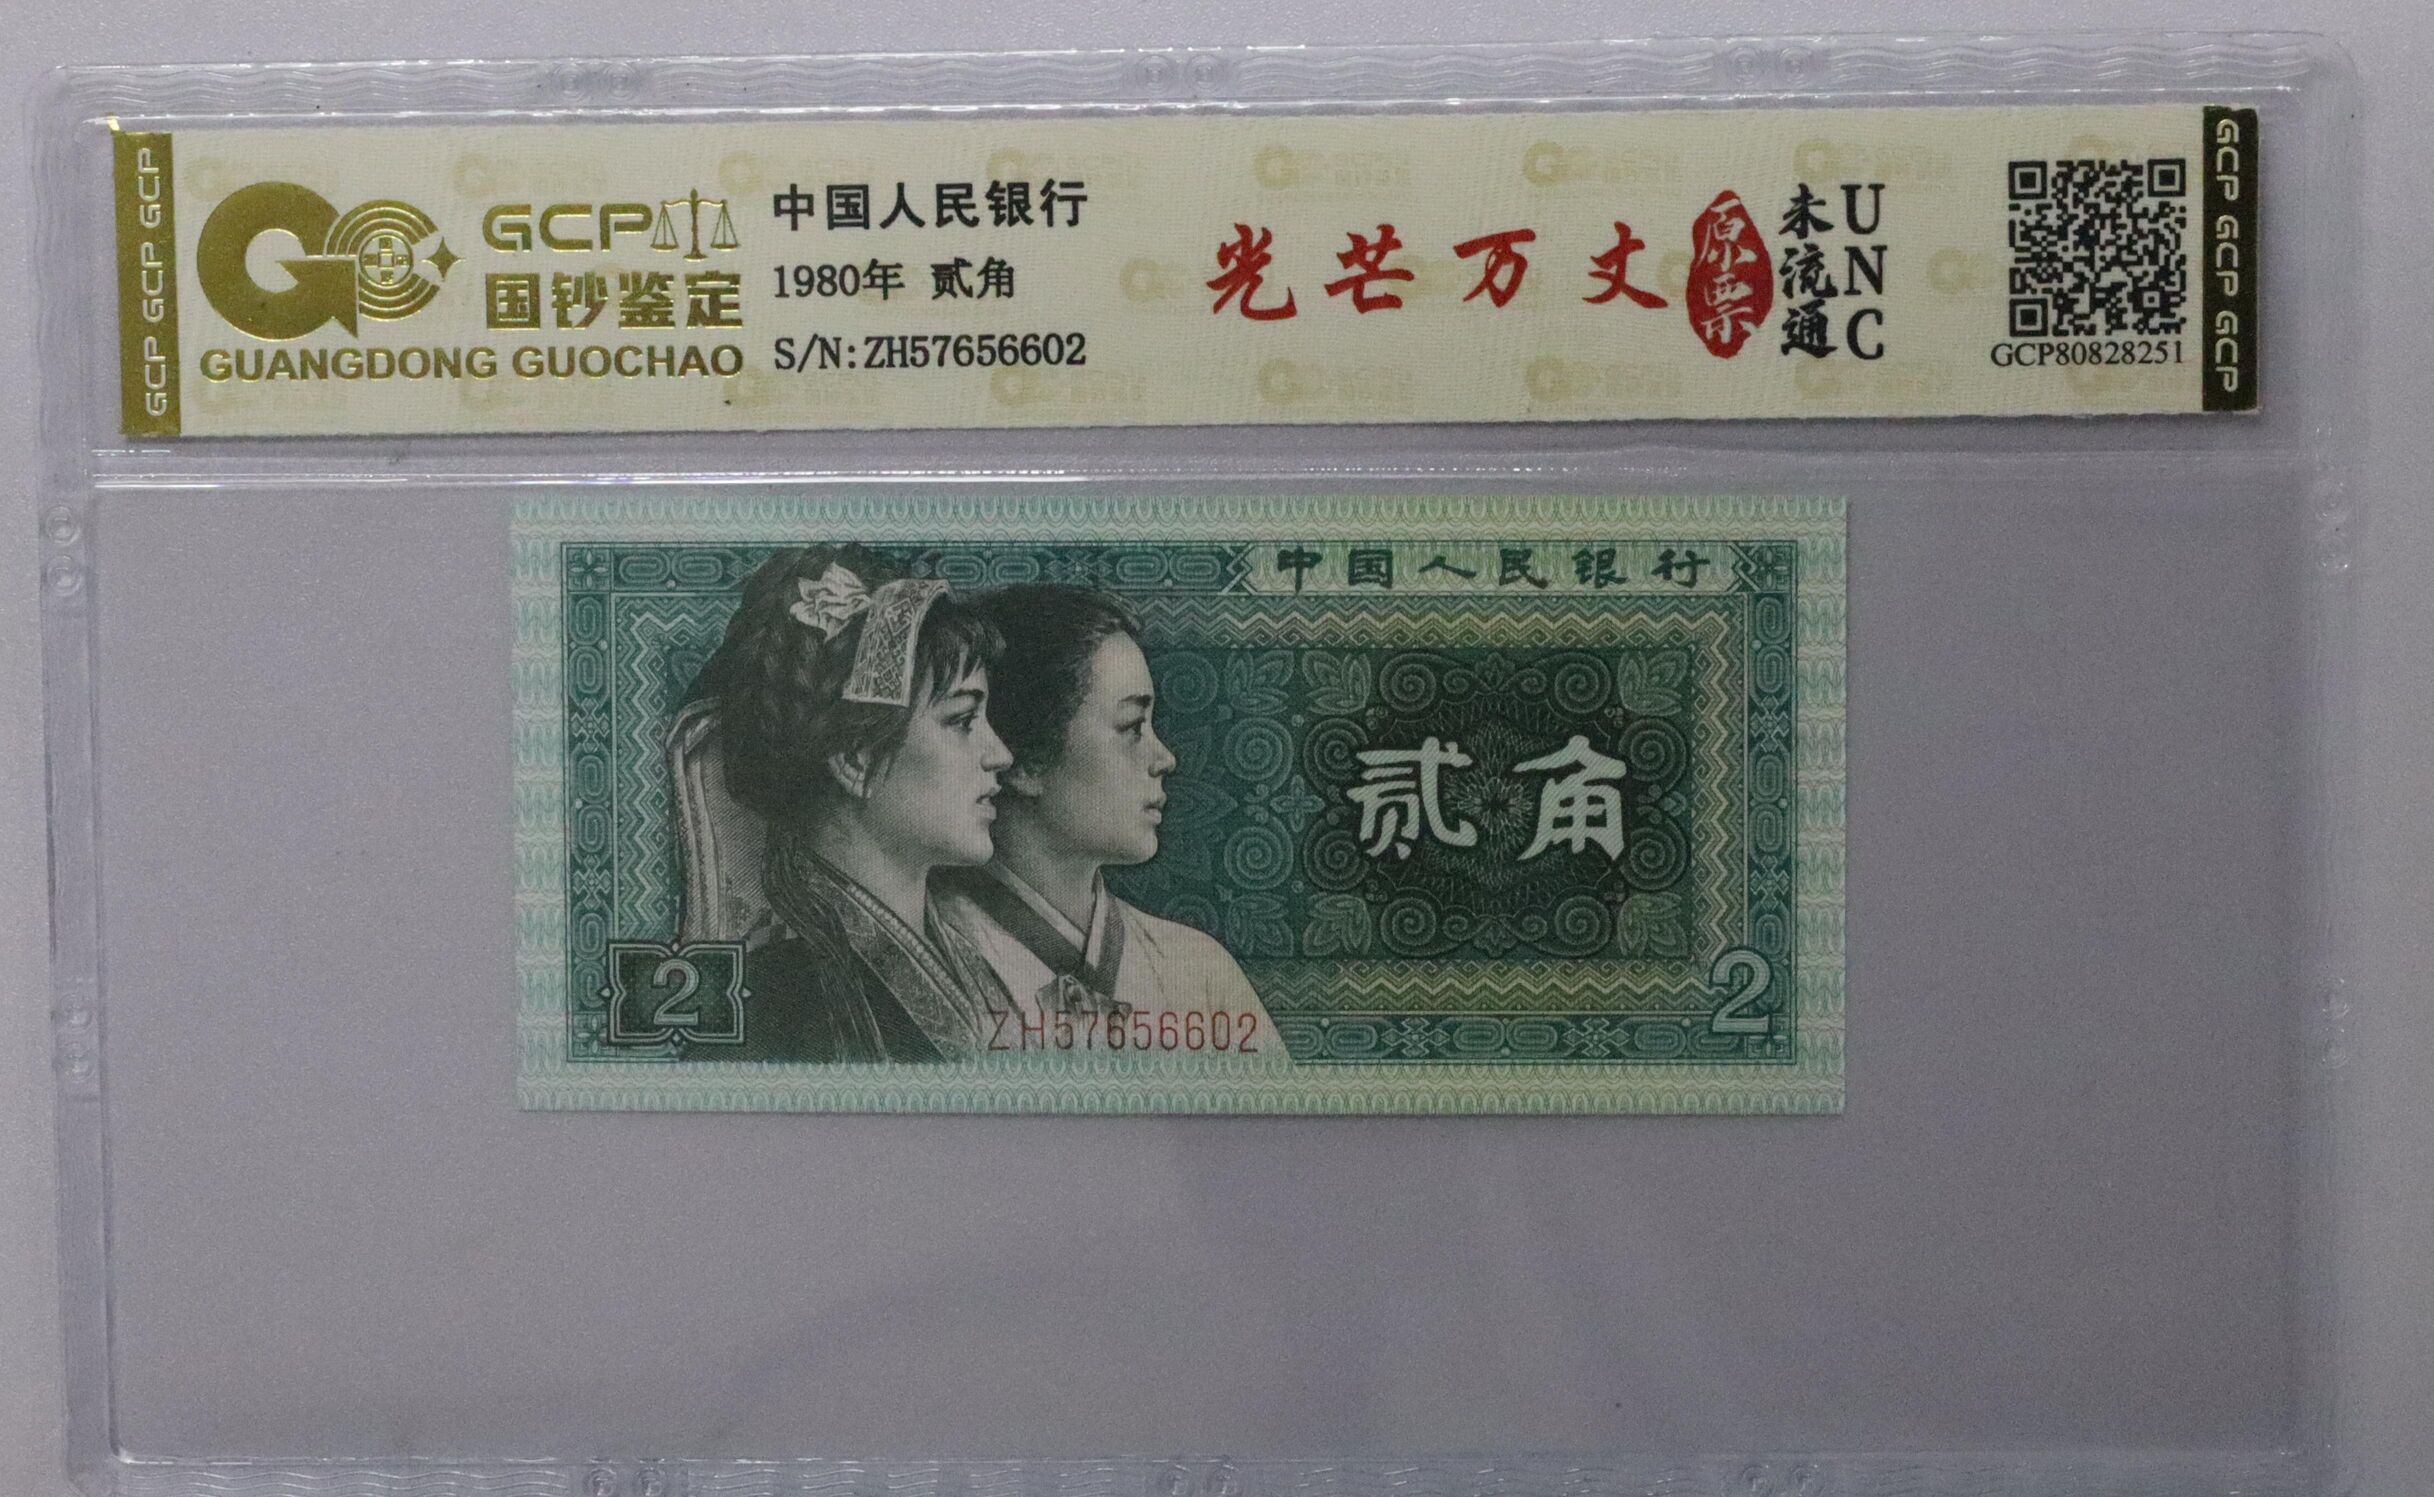 GCP GCP GCP
GCP
国钞鉴定
GUANGDONG GUOCHAO
中国人民银行
1980年 贰角
S/N:ZH57656602
光芒万丈
原票
未流通
UNC
GCP80828251
GCP GCP GCP
中国人民银行
贰角
2
ZH57656602
2